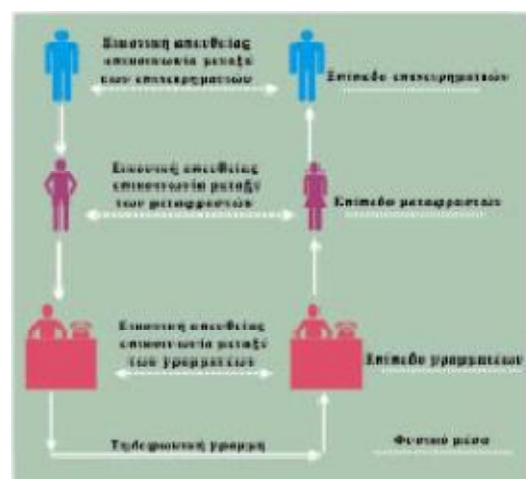 Εικονική απευθείας
επικοινωνία μεταξύ
των επιχειρηματιών
Επίπεδο επιχειρηματιών
Εικονική απευθείας
επικοινωνία μεταξύ
των μεταφραστών
Επίπεδο μεταφραστών
Εικονική απευθείας
επικοινωνία μεταξύ
των γραμματέων
Επίπεδο γραμματέων
Τηλεφωνική γραμμή
Φυσικό μέσο